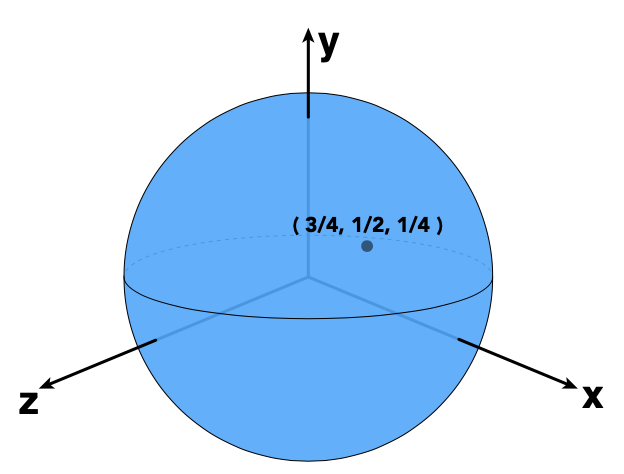 y
( 3/4, 1/2, 1/4 )
z
x